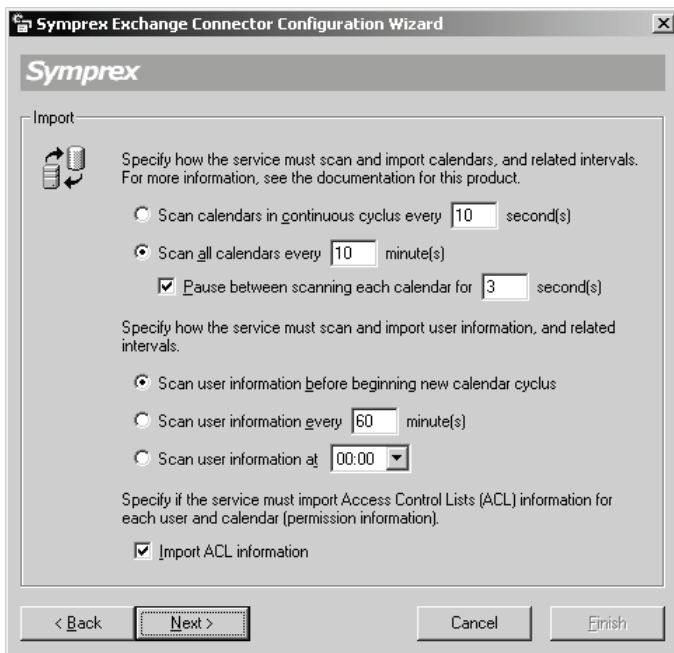 Symprex Exchange Connector Configuration Wizard
Symprex
Import
Specify how the service must scan and import calendars, and related intervals.
For more information, see the documentation for this product.
Scan calendars in continuous cyclus every 10 second(s)
Scan all calendars every 10 minute(s)
Pause between scanning each calendar for 3 second(s)
Specify how the service must scan and import user information, and related
intervals.
Scan user information before beginning new calendar cyclus
Scan user information every 60 minute(s)
Scan user information at 00:00
Specify if the service must import Access Control Lists (ACL) information for
each user and calendar (permission information).
Import ACL information
< Back Next > Cancel Finish